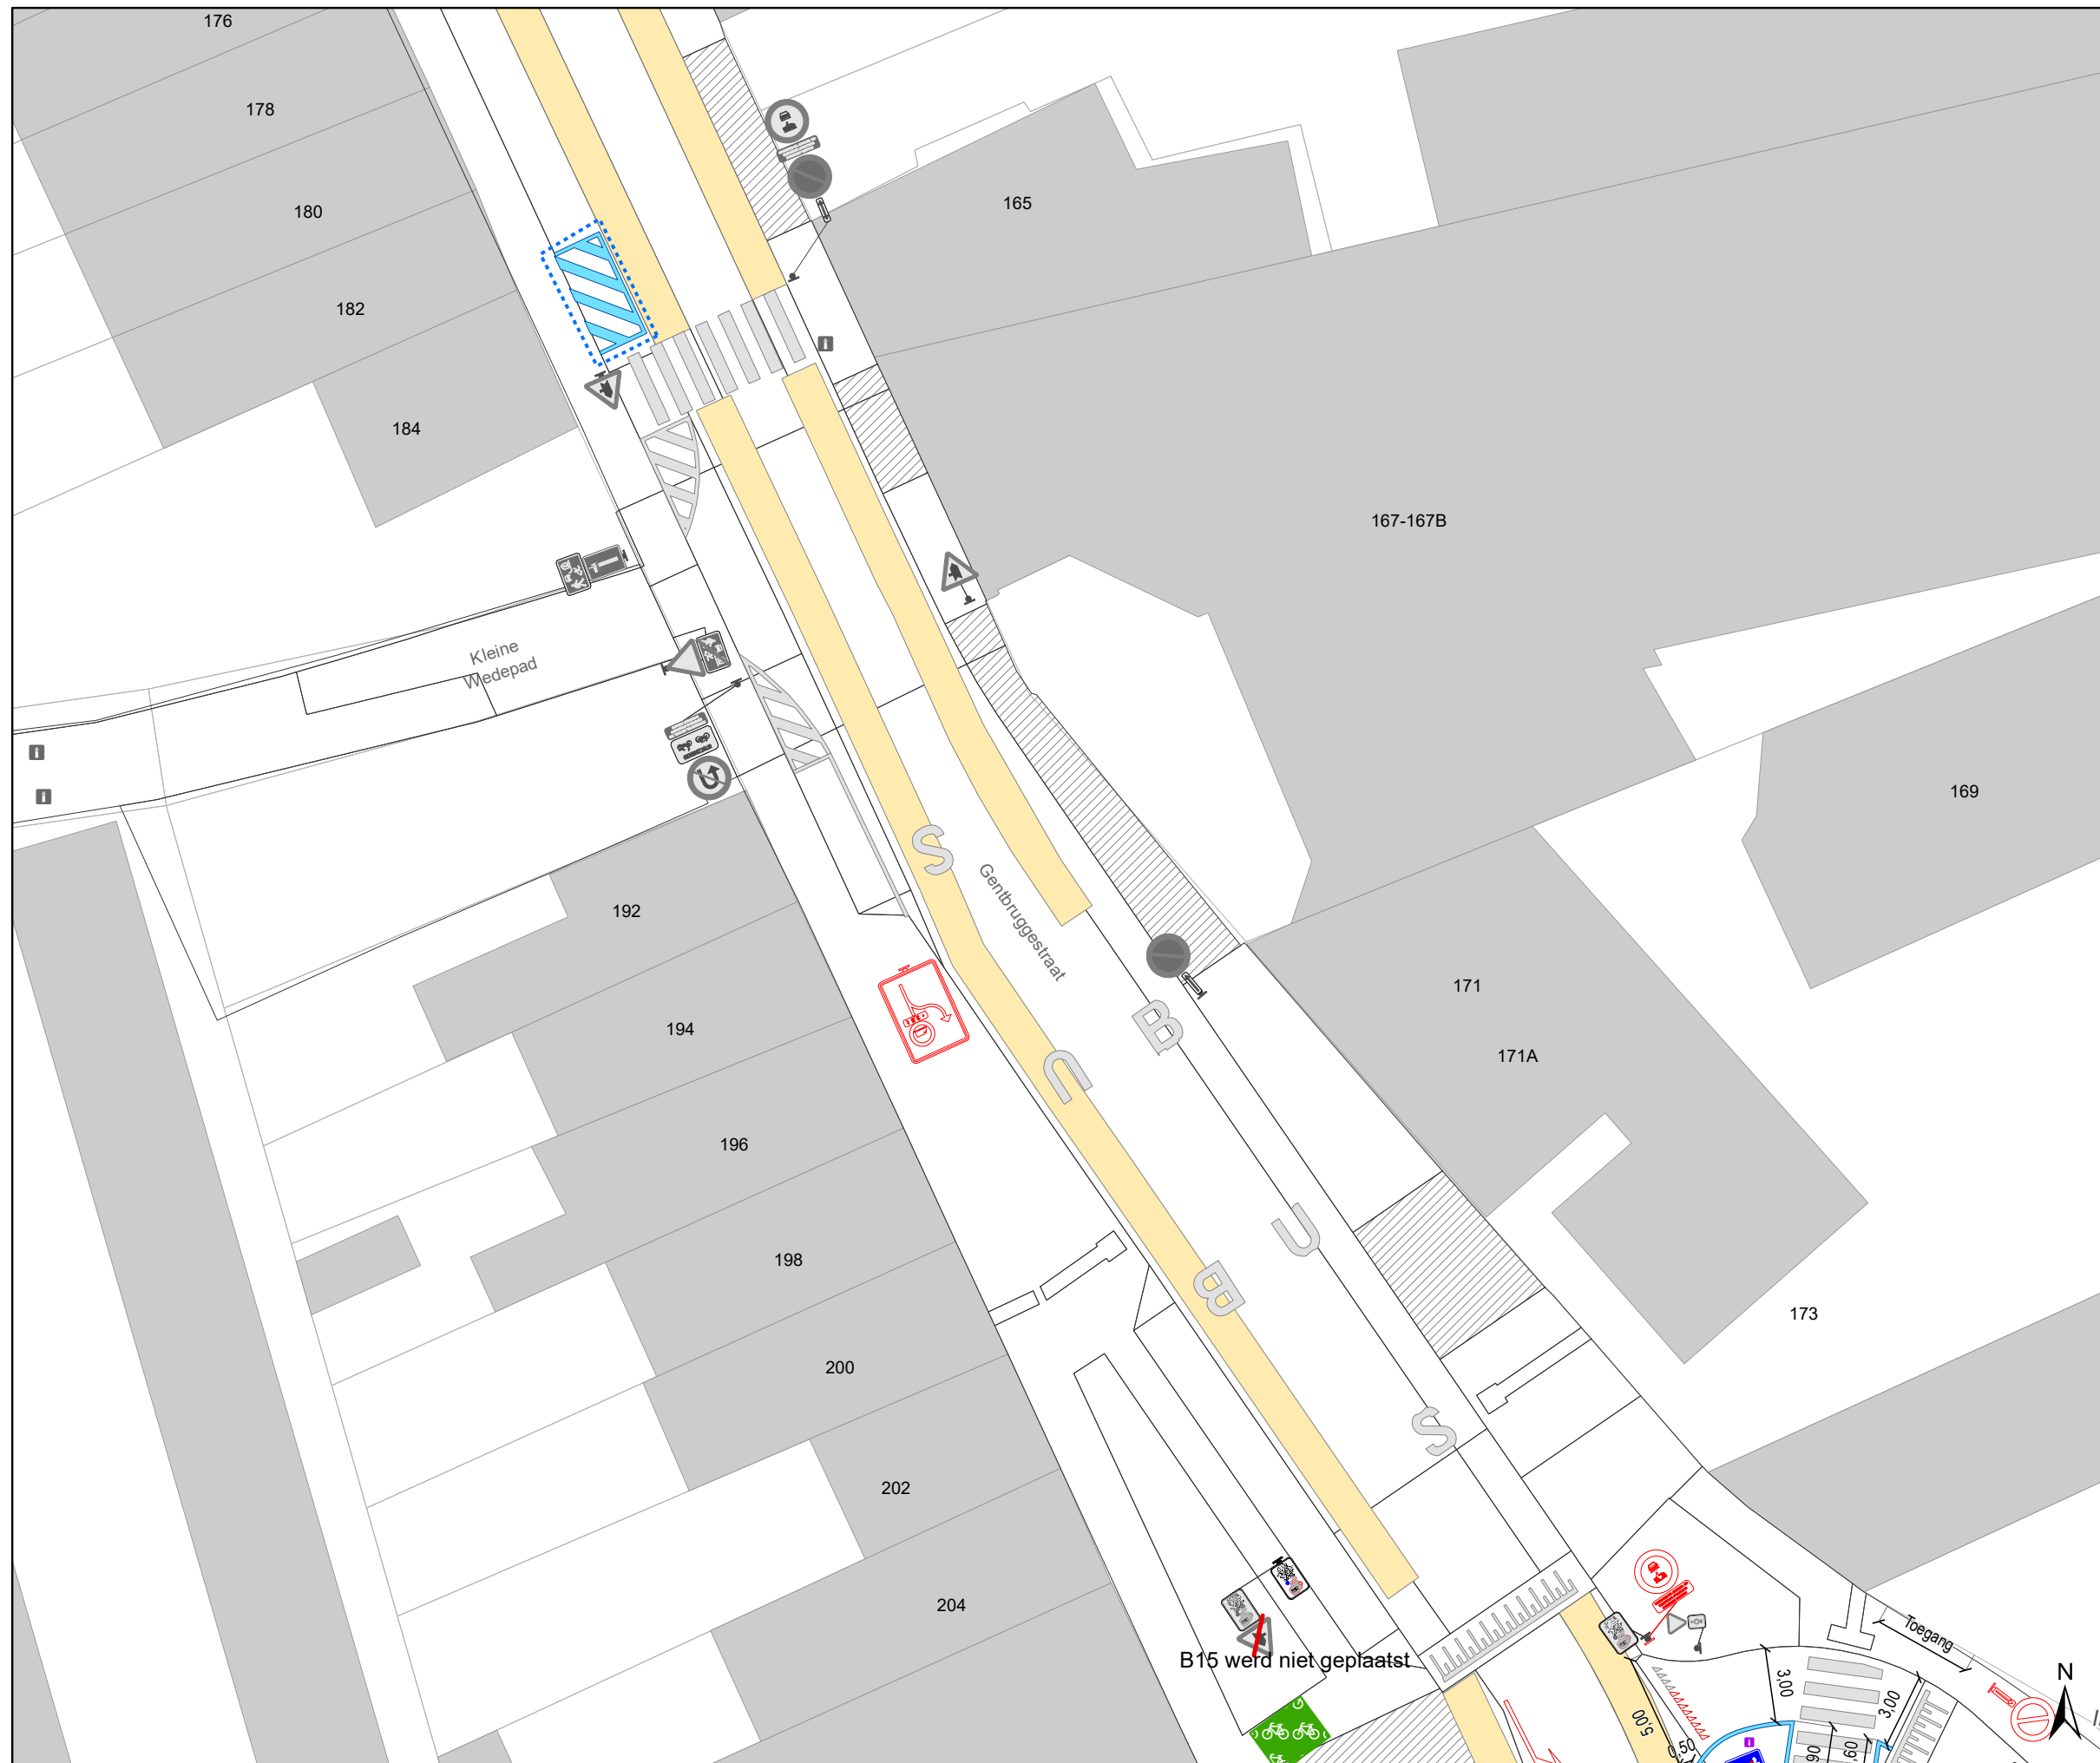 176
178
180
182
184
165
167-167B
Kleine
Wedepad
169
192
194
196
198
200
202
204
S
U
B
Gentbruggestraat
B
U
S
171
171A
173
B15 werd niet geplaatst
Toegang
3,00
3,00
5,00
0,50
N